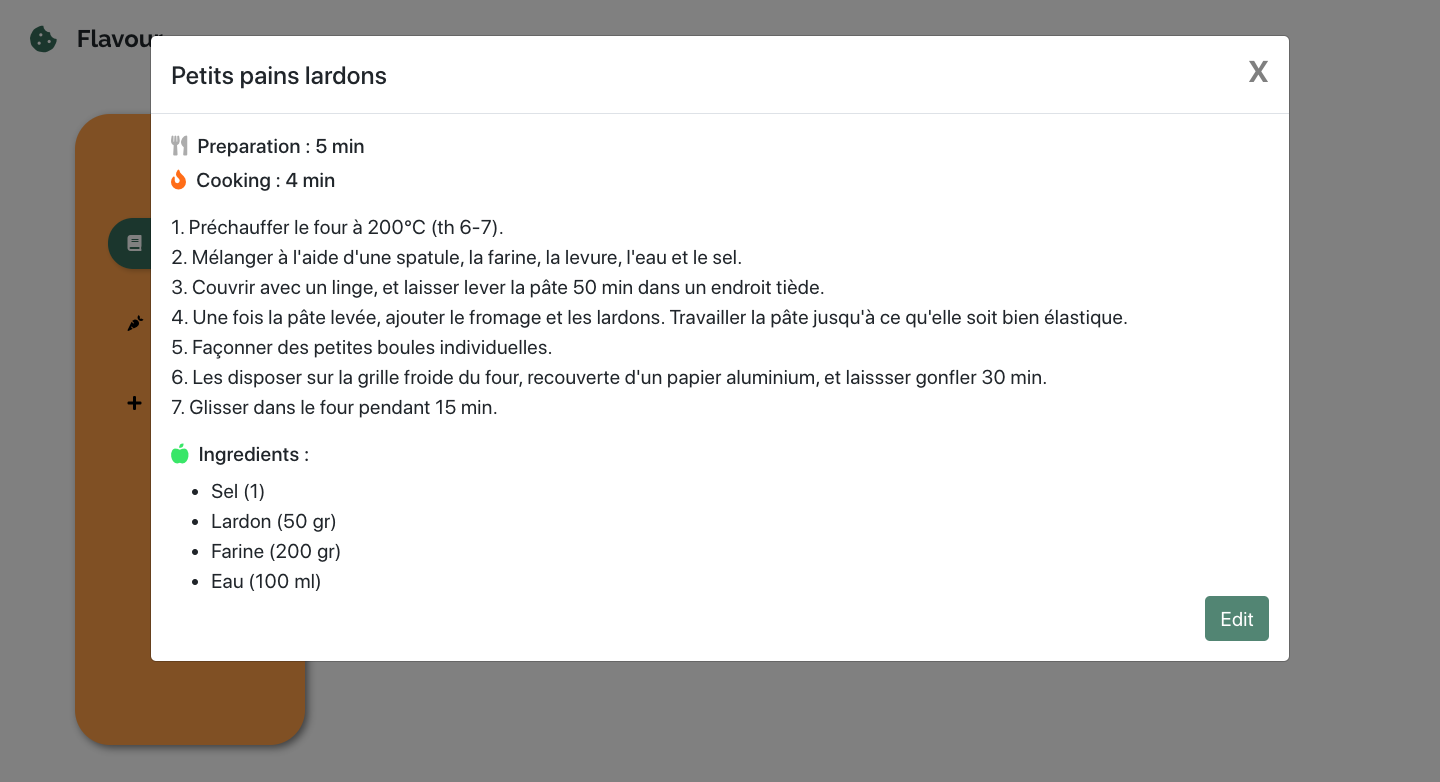 Flavour
Petits pains lardons
X
Preparation : 5 min
Cooking : 4 min
1. Préchauffer le four à 200°C (th 6-7).
2. Mélanger à l'aide d'une spatule, la farine, la levure, l'eau et le sel.
3. Couvrir avec un linge, et laisser lever la pâte 50 min dans un endroit tiède.
4. Une fois la pâte levée, ajouter le fromage et les lardons. Travailler la pâte jusqu'à ce qu'elle soit bien élastique.
5. Façonner des petites boules individuelles.
6. Les disposer sur la grille froide du four, recouverte d'un papier aluminium, et laissser gonfler 30 min.
7. Glisser dans le four pendant 15 min.
Ingredients :
• Sel (1)
• Lardon (50 gr)
• Farine (200 gr)
• Eau (100 ml)
Edit